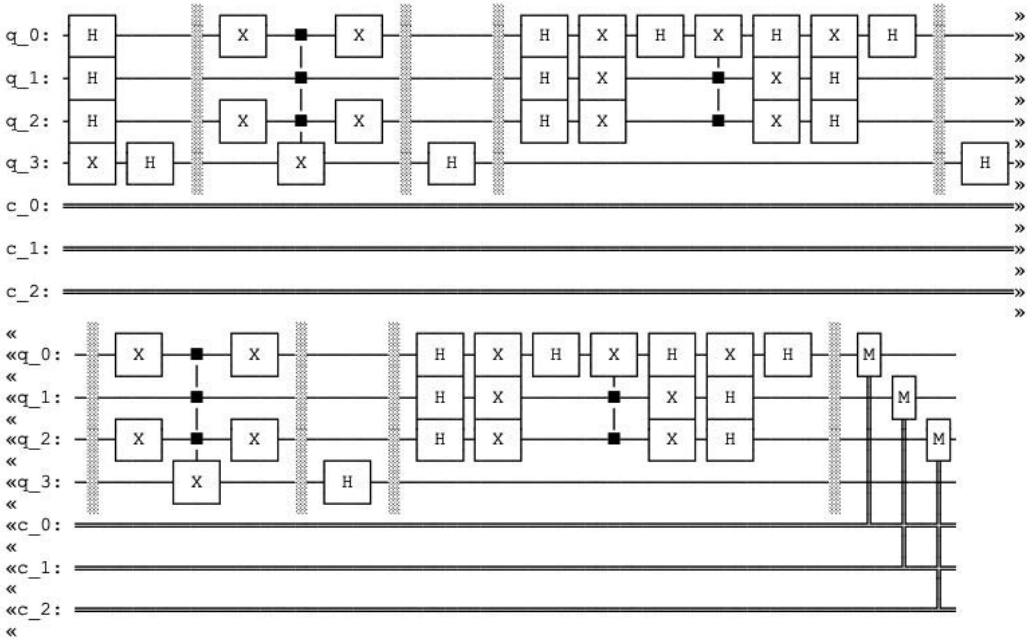 »
q_0: H X X H X H X H X H »
»
q_1: H H X X H »
»
q_2: H X X H X X H »
»
q_3: X H X H H »
»
c_0: »
»
c_1: »
»
c_2: »
»
«
«q_0: X X H X H X H X H M
«
«q_1: H X X H M
«
«q_2: X X H X X H M
«
«q_3: X H
«
«c_0:
«
«c_1:
«
«c_2:
«